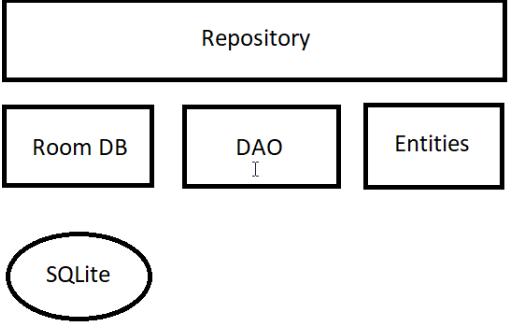 Repository
Room DB
DAO
Entities
SQLite